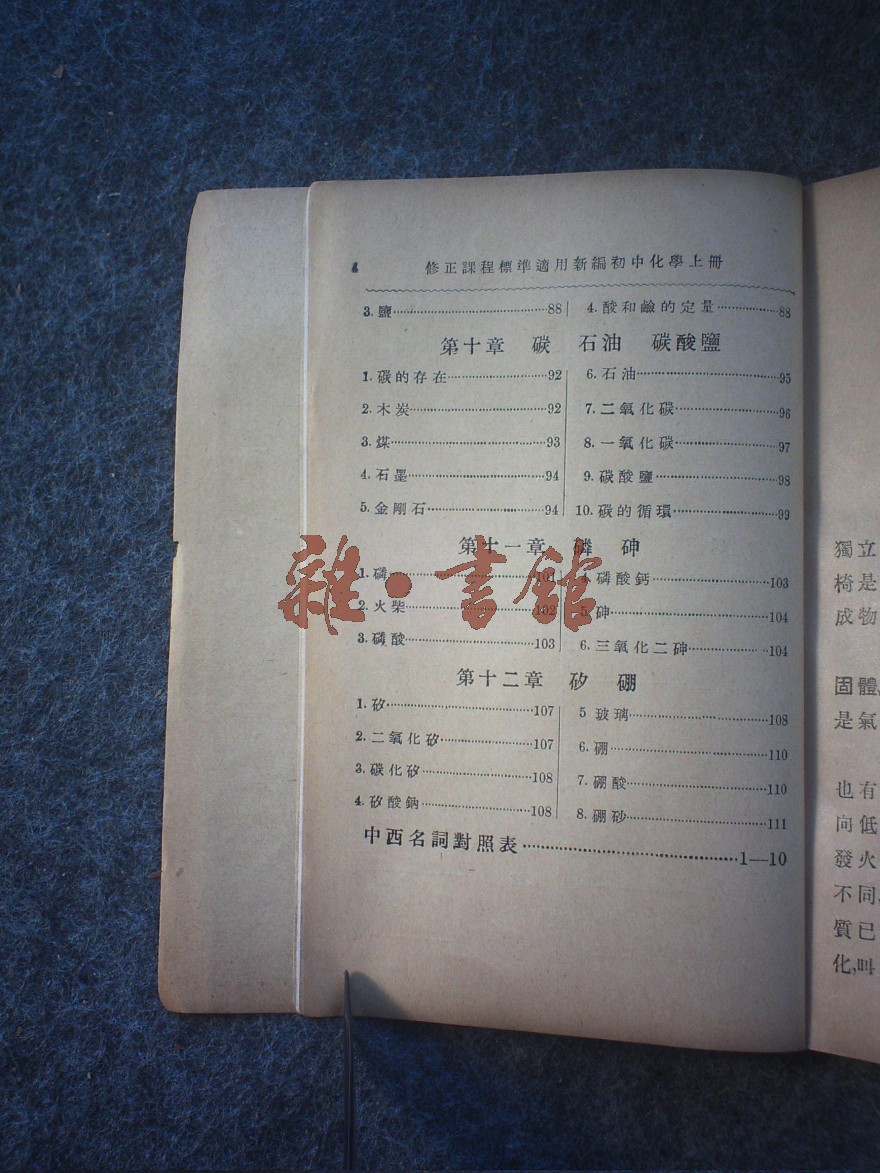 4 修正課程標準適用新編初中化學上冊
3. 鹽……88 4. 酸和鹼的定量……88
第十章 碳 石油 碳酸鹽
1. 碳的存在……92
2. 木炭……92
3. 煤……93
4. 石墨……94
5. 金剛石……94
6. 石油……95
7. 二氧化碳……96
8. 一氧化碳……97
9. 碳酸鹽……98
10. 碳的循環……99
第十一章 磷 砷
1. 磷……101
2. 火柴……102
3. 磷酸……103
4. 磷酸鈣……103
5. 砷……104
6. 三氧化二砷……104
第十二章 矽 硼
1. 矽……107
2. 二氧化矽……107
3. 碳化矽……108
4. 矽酸鈉……108
5 玻璃……108
6. 硼……110
7. 硼酸……110
8. 硼砂……111
中西名詞對照表……1—10
雜·書館
獨立
椅是
成物
固體,
是氣
也有
向低
發火
不同,
質已
化,叫